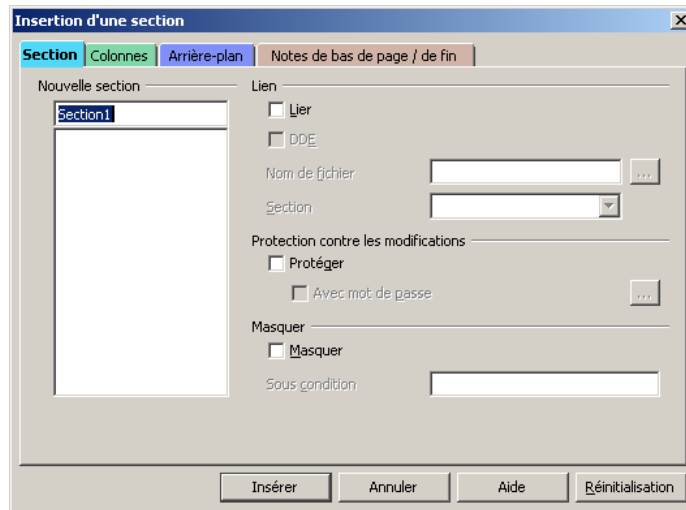 Insertion d'une section
Section Colonnes Arrière-plan Notes de bas de page / de fin
Nouvelle section
Section1
Lien
Lier
DDE
Nom de fichier ...
Section
Protection contre les modifications
Protéger
Avec mot de passe ...
Masquer
Masquer
Sous condition
Insérer Annuler Aide Réinitialisation